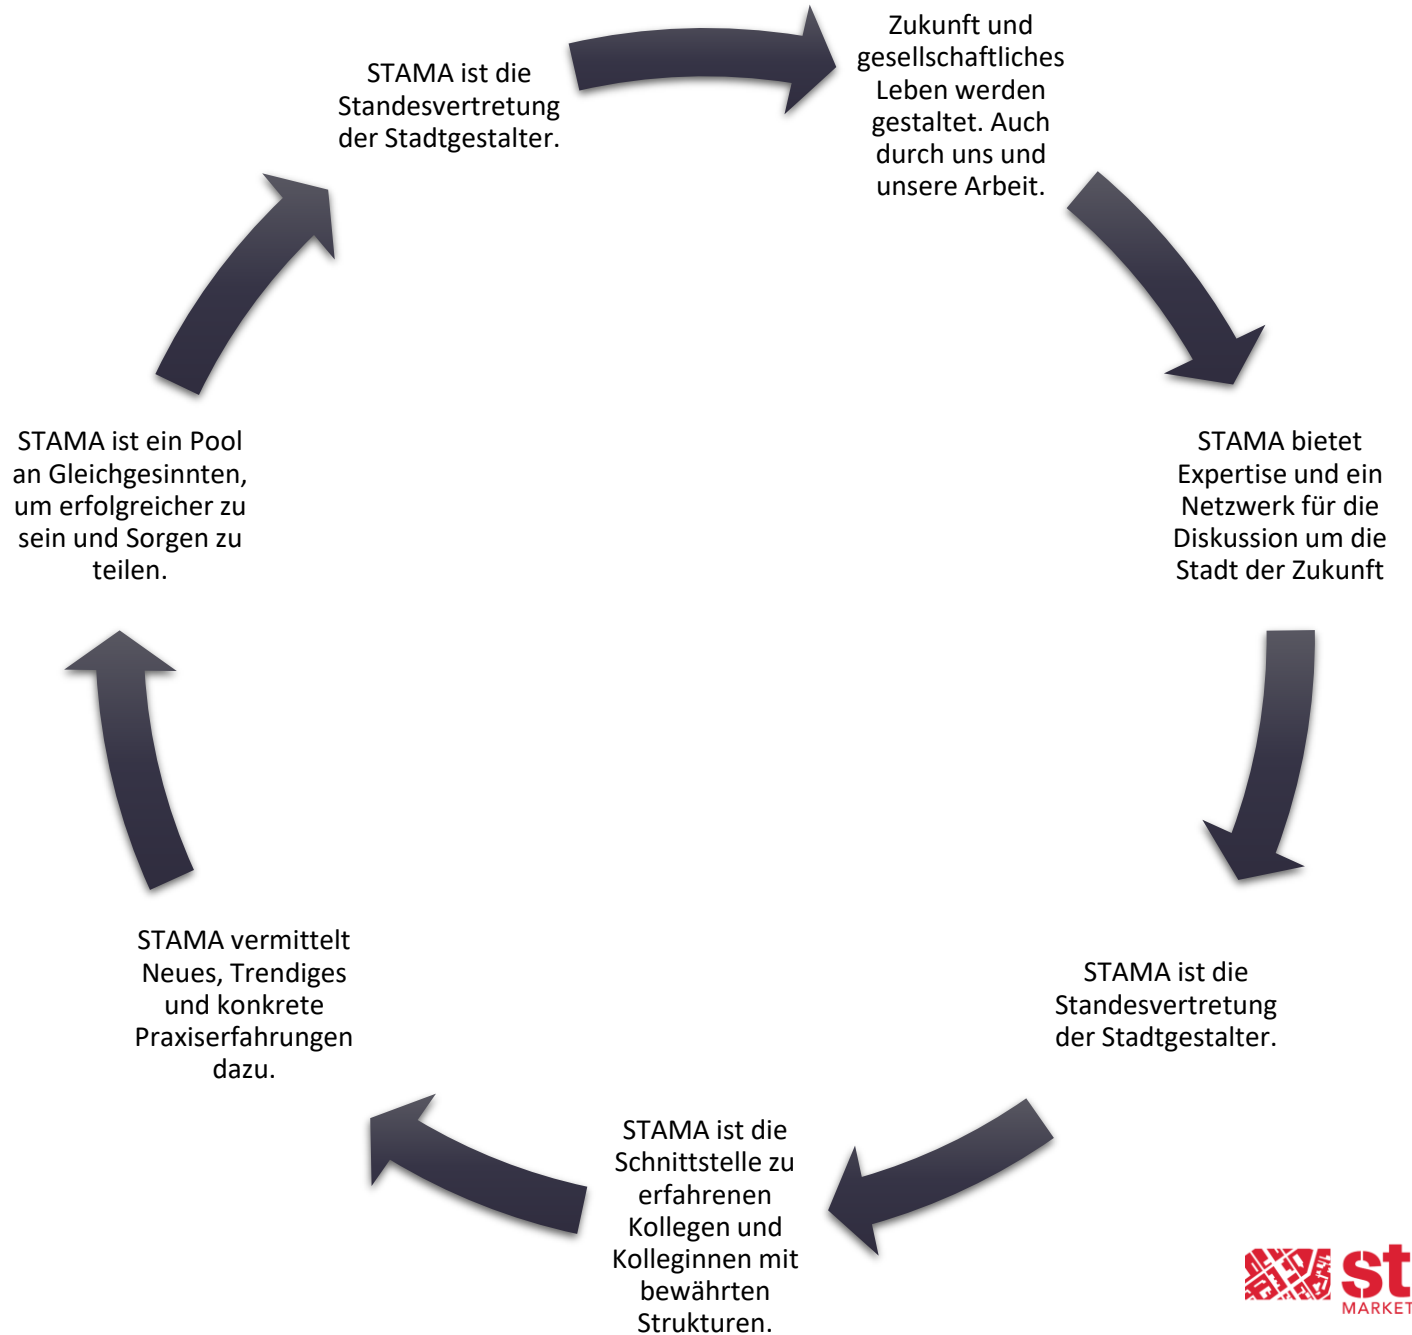 STAMA ist die
Standesvertretung
der Stadtgestalter.
Zukunft und
gesellschaftliches
Leben werden
gestaltet. Auch
durch uns und
unsere Arbeit.
STAMA bietet
Expertise und ein
Netzwerk für die
Diskussion um die
Stadt der Zukunft
STAMA ist die
Standesvertretung
der Stadtgestalter.
STAMA ist die
Schnittstelle zu
erfahrenen
Kollegen und
Kolleginnen mit
bewährten
Strukturen.
STAMA vermittelt
Neues, Trendiges
und konkrete
Praxiserfahrungen
dazu.
STAMA ist ein Pool
an Gleichgesinnten,
um erfolgreicher zu
sein und Sorgen zu
teilen.
st
MARKET